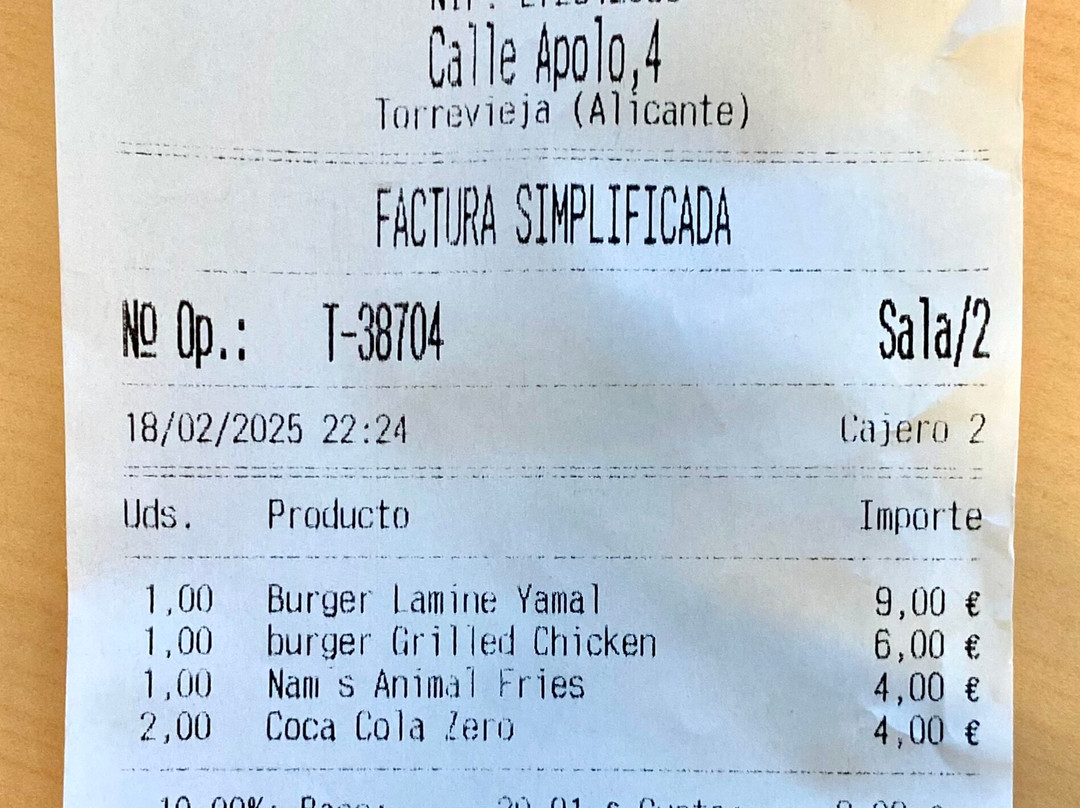 Calle Apolo,4
Torrevieja (Alicante)
FACTURA SIMPLIFICADA
Nº Op.: T-38704 Sala/2
18/02/2025 22:24 Cajero 2
Uds. Producto Importe
1,00 Burger Lamine Yamal 9,00 €
1,00 burger Grilled Chicken 6,00 €
1,00 Nam's Animal Fries 4,00 €
2,00 Coca Cola Zero 4,00 €